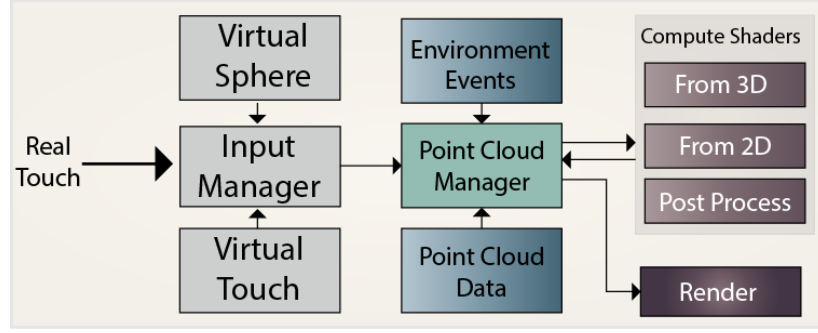 Real
Touch
Virtual
Sphere
Input
Manager
Virtual
Touch
Environment
Events
Point Cloud
Manager
Point Cloud
Data
Compute Shaders
From 3D
From 2D
Post Process
Render